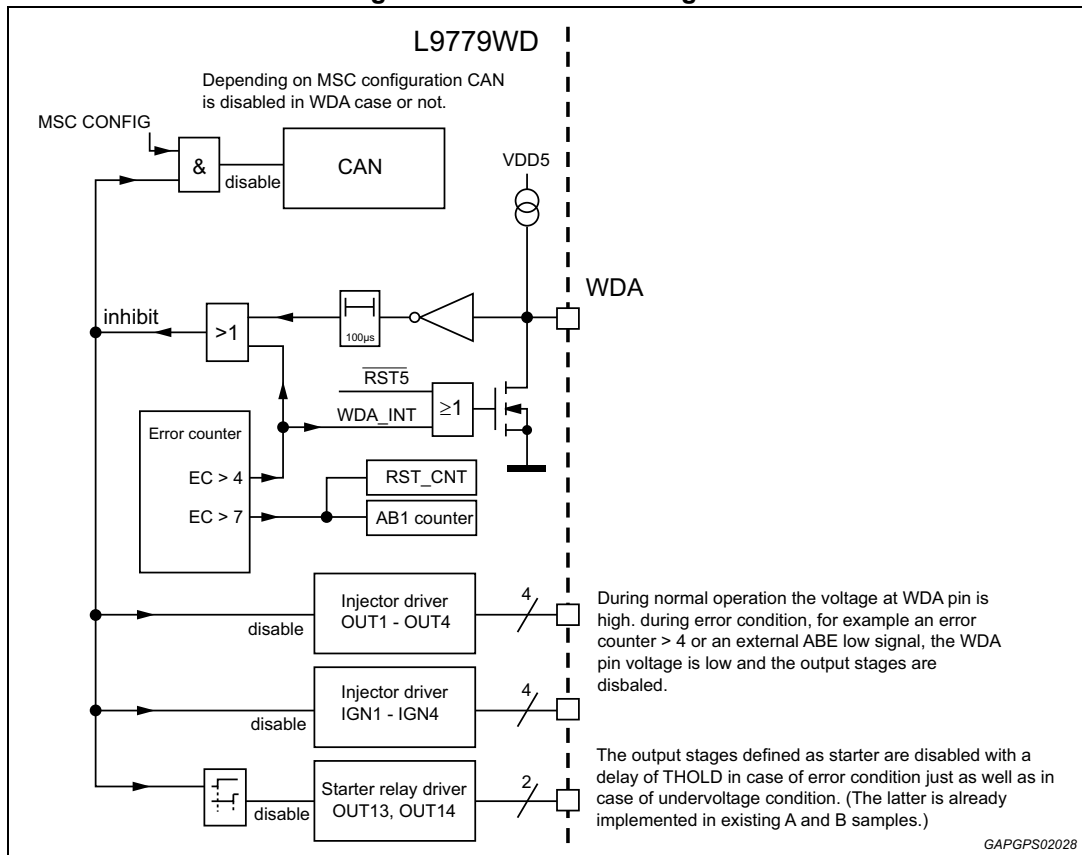 L9779WD
Depending on MSC configuration CAN
is disabled in WDA case or not.
MSC CONFIG
&
disable
CAN
VDD5
WDA
inhibit
>1
100µs
RST5
≥1
WDA_INT
Error counter
EC > 4
EC > 7
RST_CNT
AB1 counter
Injector driver
OUT1 - OUT4
disable
4
During normal operation the voltage at WDA pin is
high. during error condition, for example an error
counter > 4 or an external ABE low signal, the WDA
pin voltage is low and the output stages are
disbaled.
Injector driver
IGN1 - IGN4
disable
4
Starter relay driver
OUT13, OUT14
disable
2
The output stages defined as starter are disabled with a
delay of THOLD in case of error condition just as well as in
case of undervoltage condition. (The latter is already
implemented in existing A and B samples.)
GAPGPS02028